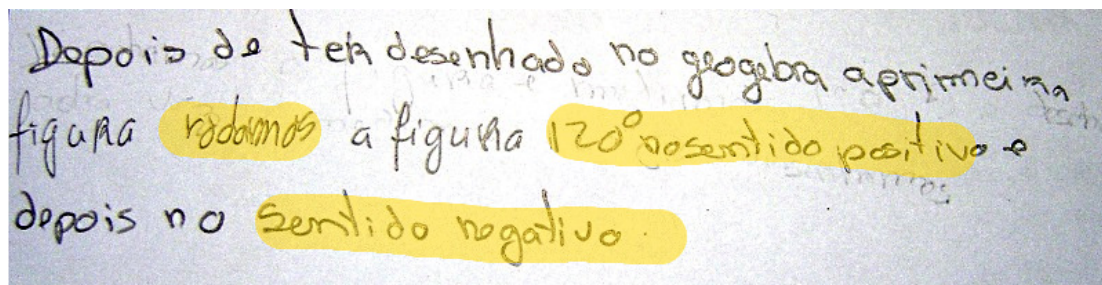 Depois de ter desenhado no geogebra a primeira
figura rodamos a figura 120° no sentido positivo e
depois no sentido negativo.